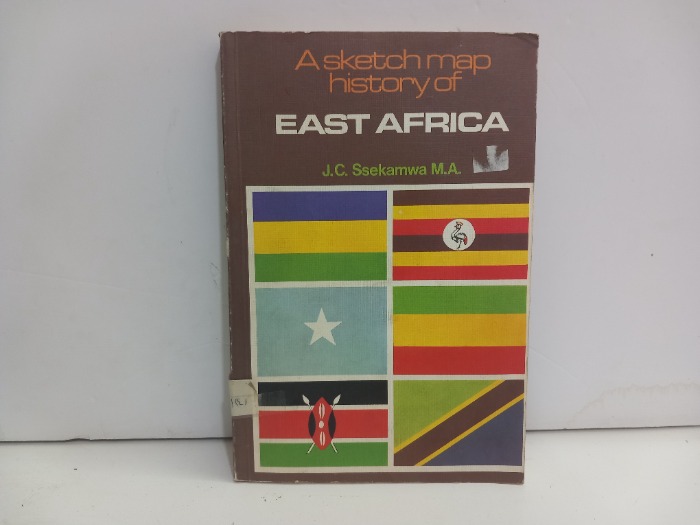 A sketch map
history of
EAST AFRICA
J.C. Ssekamwa M.A.